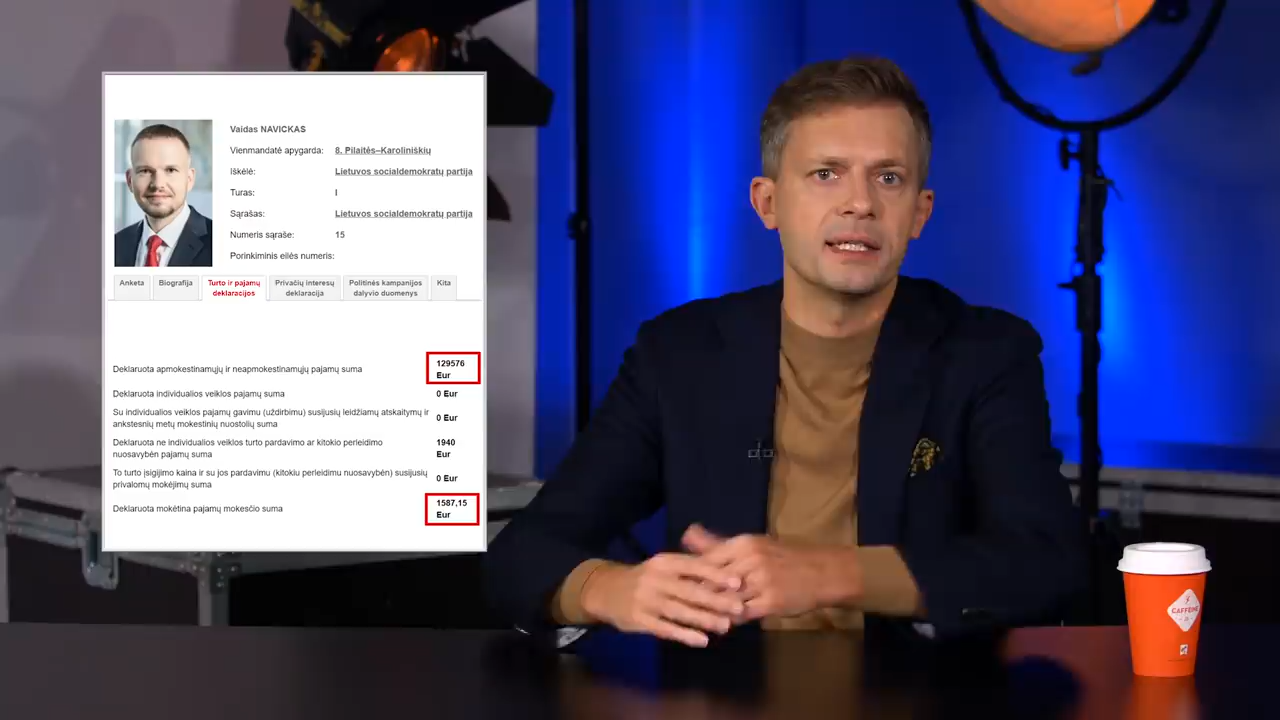 Vaidas NAVICKAS
Vienmandatė apygarda: 8. Pilaitės–Karoliniškių
Iškėlė: Lietuvos socialdemokratų partija
Turas: I
Sąrašas: Lietuvos socialdemokratų partija
Numeris sąraše: 15
Porinkiminis eilės numeris:
Anketa
Biografija
Turto ir pajamų
deklaracijos
Privačių interesų
deklaracija
Politinės kampanijos
dalyvio duomenys
Kita
Deklaruota apmokestinamųjų ir neapmokestinamųjų pajamų suma
129576
Eur
Deklaruota individualios veiklos pajamų suma 0 Eur
Su individualios veiklos pajamų gavimu (uždirbimu) susijusių leidžiamų atskaitymų ir
ankstesnių metų mokestinių nuostolių suma
0 Eur
Deklaruota ne individualios veiklos turto pardavimo ar kitokio perleidimo
nuosavybėn pajamų suma
1940
Eur
To turto įsigijimo kaina ir su jos pardavimu (kitokiu perleidimu nuosavybėn) susijusių
privalomų mokėjimų suma
0 Eur
Deklaruota mokėtina pajamų mokesčio suma
1587,15
Eur
CAFFEINE